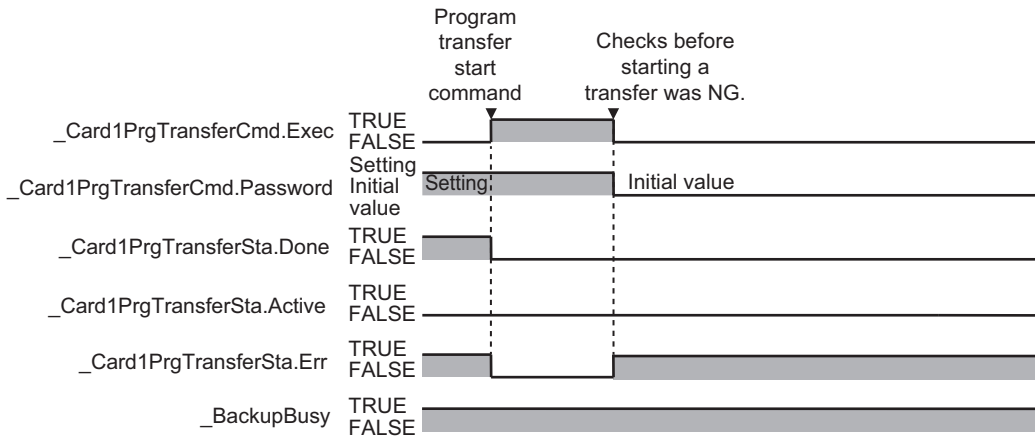 Program
transfer
start
command
Checks before
starting a
transfer was NG.
_Card1PrgTransferCmd.Exec
TRUE
FALSE
_Card1PrgTransferCmd.Password
Setting
Initial
value
Setting
Initial value
_Card1PrgTransferSta.Done
TRUE
FALSE
_Card1PrgTransferSta.Active
TRUE
FALSE
_Card1PrgTransferSta.Err
TRUE
FALSE
_BackupBusy
TRUE
FALSE